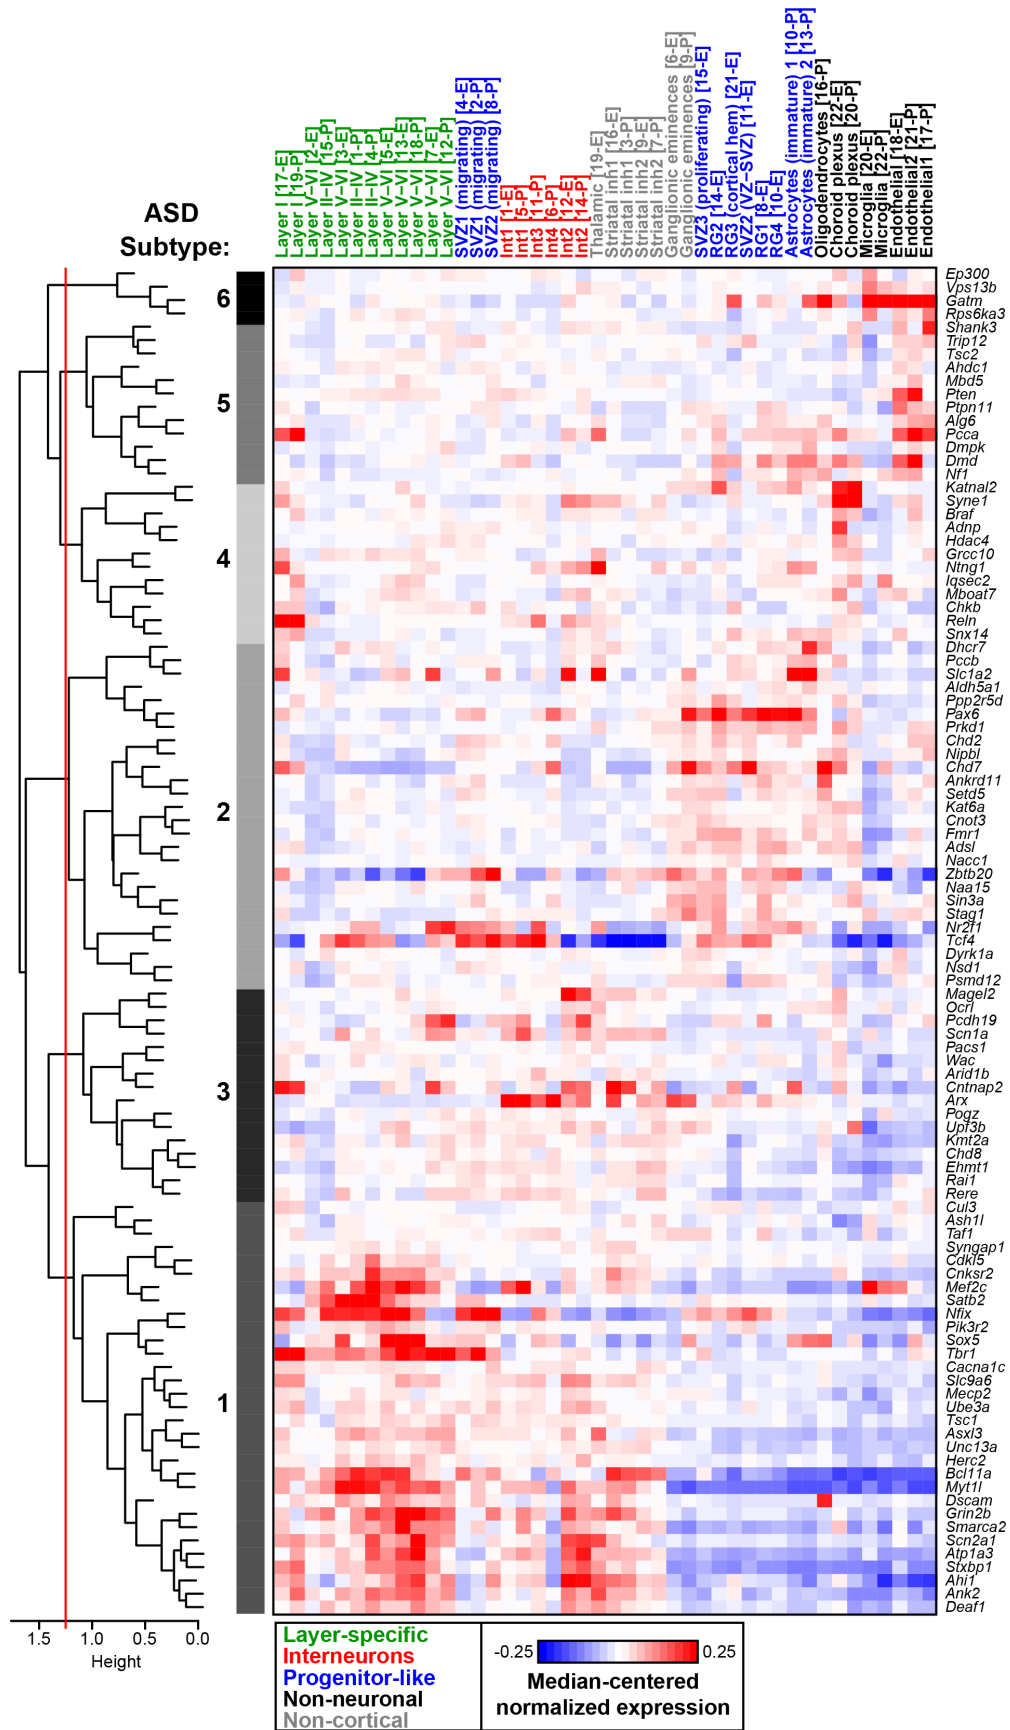 ASD
Subtype:
Layer I [17-E]
Layer I [19-P]
Layer V–VI [2-E]
Layer II–IV [15-P]
Layer V–VI [3-E]
Layer II–IV [1-P]
Layer II–IV [4-P]
Layer V–VI [5-E]
Layer V–VI [13-E]
Layer V–VI [18-P]
Layer V–VI [7-E]
Layer V–VI [12-P]
SVZ1 (migrating) [4-E]
SVZ1 (migrating) [2-P]
SVZ2 (migrating) [8-P]
Int1 [1-E]
Int1 [5-P]
Int3 [11-P]
Int4 [6-P]
Int2 [12-E]
Int2 [14-P]
Thalamic [19-E]
Striatal inh1 [16-E]
Striatal inh1 [3-P]
Striatal inh2 [9-E]
Striatal inh2 [7-P]
Ganglionic eminences [6-E]
Ganglionic eminences [9-P]
SVZ3 (proliferating) [15-E]
RG2 [14-E]
RG3 (cortical hem) [21-E]
SVZ2 (VZ–SVZ) [11-E]
RG1 [8-E]
RG4 [10-E]
Astrocytes (immature) 1 [10-P]
Astrocytes (immature) 2 [13-P]
Oligodendrocytes [16-P]
Choroid plexus [22-E]
Choroid plexus [20-P]
Microglia [20-E]
Microglia [22-P]
Endothelial [18-E]
Endothelial2 [21-P]
Endothelial1 [17-P]
6
5
4
2
3
1
Ep300
Vps13b
Gatm
Rps6ka3
Shank3
Trip12
Tsc2
Ahdc1
Mbd5
Pten
Ptpn11
Alg6
Pcca
Dmpk
Dmd
Nf1
Katnal2
Syne1
Braf
Adnp
Hdac4
Grcc10
Ntng1
Iqsec2
Mboat7
Chkb
Reln
Snx14
Dhcr7
Pccb
Slc1a2
Aldh5a1
Ppp2r5d
Pax6
Prkd1
Chd2
Nipbl
Chd7
Ankrd11
Setd5
Kat6a
Cnot3
Fmr1
Adsl
Nacc1
Zbtb20
Naa15
Sin3a
Stag1
Nr2f1
Tcf4
Dyrk1a
Nsd1
Psmd12
Magel2
Ocrl
Pcdh19
Scn1a
Pacs1
Wac
Arid1b
Cntnap2
Arx
Pogz
Upf3b
Kmt2a
Chd8
Ehmt1
Rai1
Rere
Cul3
Ash1l
Taf1
Syngap1
Cdkl5
Cnksr2
Mef2c
Satb2
Nfix
Pik3r2
Sox5
Tbr1
Cacna1c
Slc9a6
Mecp2
Ube3a
Tsc1
Asxl3
Unc13a
Herc2
Bcl11a
Myt1l
Dscam
Grin2b
Smarca2
Scn2a1
Atp1a3
Stxbp1
Ahi1
Ank2
Deaf1
1.5 1.0 0.5 0.0
Height
Layer-specific
Interneurons
Progenitor-like
Non-neuronal
Non-cortical
-0.25 0.25
Median-centered
normalized expression